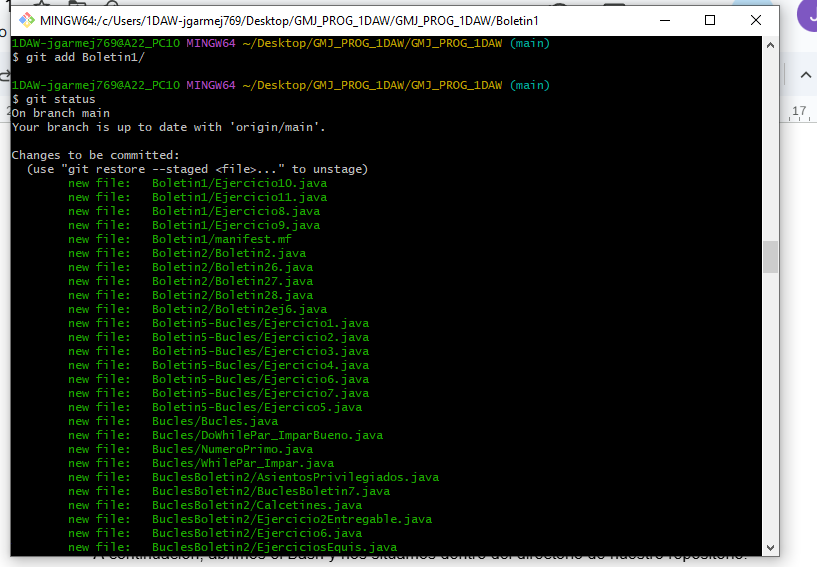 MINGW64:/c/Users/1DAW-jgarmej769/Desktop/GMJ_PROG_1DAW/GMJ_PROG_1DAW/Boletin1
1DAW-jgarmej769@A22_PC10 MINGW64 ~/Desktop/GMJ_PROG_1DAW/GMJ_PROG_1DAW (main)
$ git add Boletin1/
1DAW-jgarmej769@A22_PC10 MINGW64 ~/Desktop/GMJ_PROG_1DAW/GMJ_PROG_1DAW (main)
$ git status
On branch main
Your branch is up to date with 'origin/main'.
Changes to be committed:
(use "git restore --staged <file>..." to unstage)
new file: Boletin1/Ejercicio10.java
new file: Boletin1/Ejercicio11.java
new file: Boletin1/Ejercicio8.java
new file: Boletin1/Ejercicio9.java
new file: Boletin1/manifest.mf
new file: Boletin2/Boletin2.java
new file: Boletin2/Boletin26.java
new file: Boletin2/Boletin27.java
new file: Boletin2/Boletin28.java
new file: Boletin2/Boletin2ej6.java
new file: Boletin5-Bucles/Ejercicio1.java
new file: Boletin5-Bucles/Ejercicio2.java
new file: Boletin5-Bucles/Ejercicio3.java
new file: Boletin5-Bucles/Ejercicio4.java
new file: Boletin5-Bucles/Ejercicio6.java
new file: Boletin5-Bucles/Ejercicio7.java
new file: Boletin5-Bucles/Ejercico5.java
new file: Bucles/Bucles.java
new file: Bucles/DoWhilePar_ImparBueno.java
new file: Bucles/NumeroPrimo.java
new file: Bucles/WhilePar_Impar.java
new file: BuclesBoletin2/AsientosPrivilegiados.java
new file: BuclesBoletin2/BuclesBoletin7.java
new file: BuclesBoletin2/Calcetines.java
new file: BuclesBoletin2/Ejercicio2Entregable.java
new file: BuclesBoletin2/Ejercicio6.java
new file: BuclesBoletin2/EjerciciosEquis.java
17
A continuación, abrimos el Bash y nos situamos dentro del directorio de nuestro repositorio.